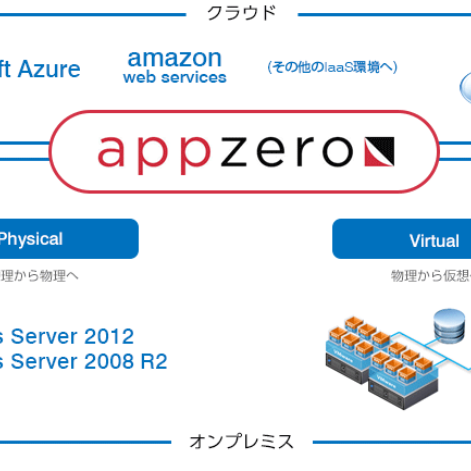 クラウド
ft Azure
amazon
web services
(その他のIaaS環境へ)
appzero
Physical
Virtual
理から物理へ
物理から仮想
s Server 2012
s Server 2008 R2
オンプレミス